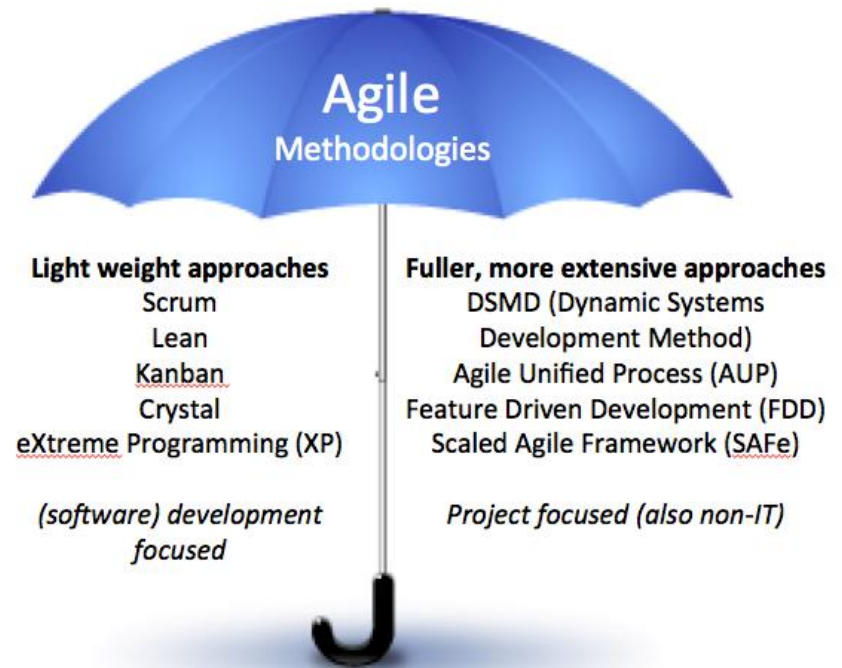 Agile
Methodologies
Light weight approaches
Scrum
Lean
Kanban
Crystal
eXtreme Programming (XP)
(software) development
focused
Fuller, more extensive approaches
DSMD (Dynamic Systems
Development Method)
Agile Unified Process (AUP)
Feature Driven Development (FDD)
Scaled Agile Framework (SAFe)
Project focused (also non-IT)